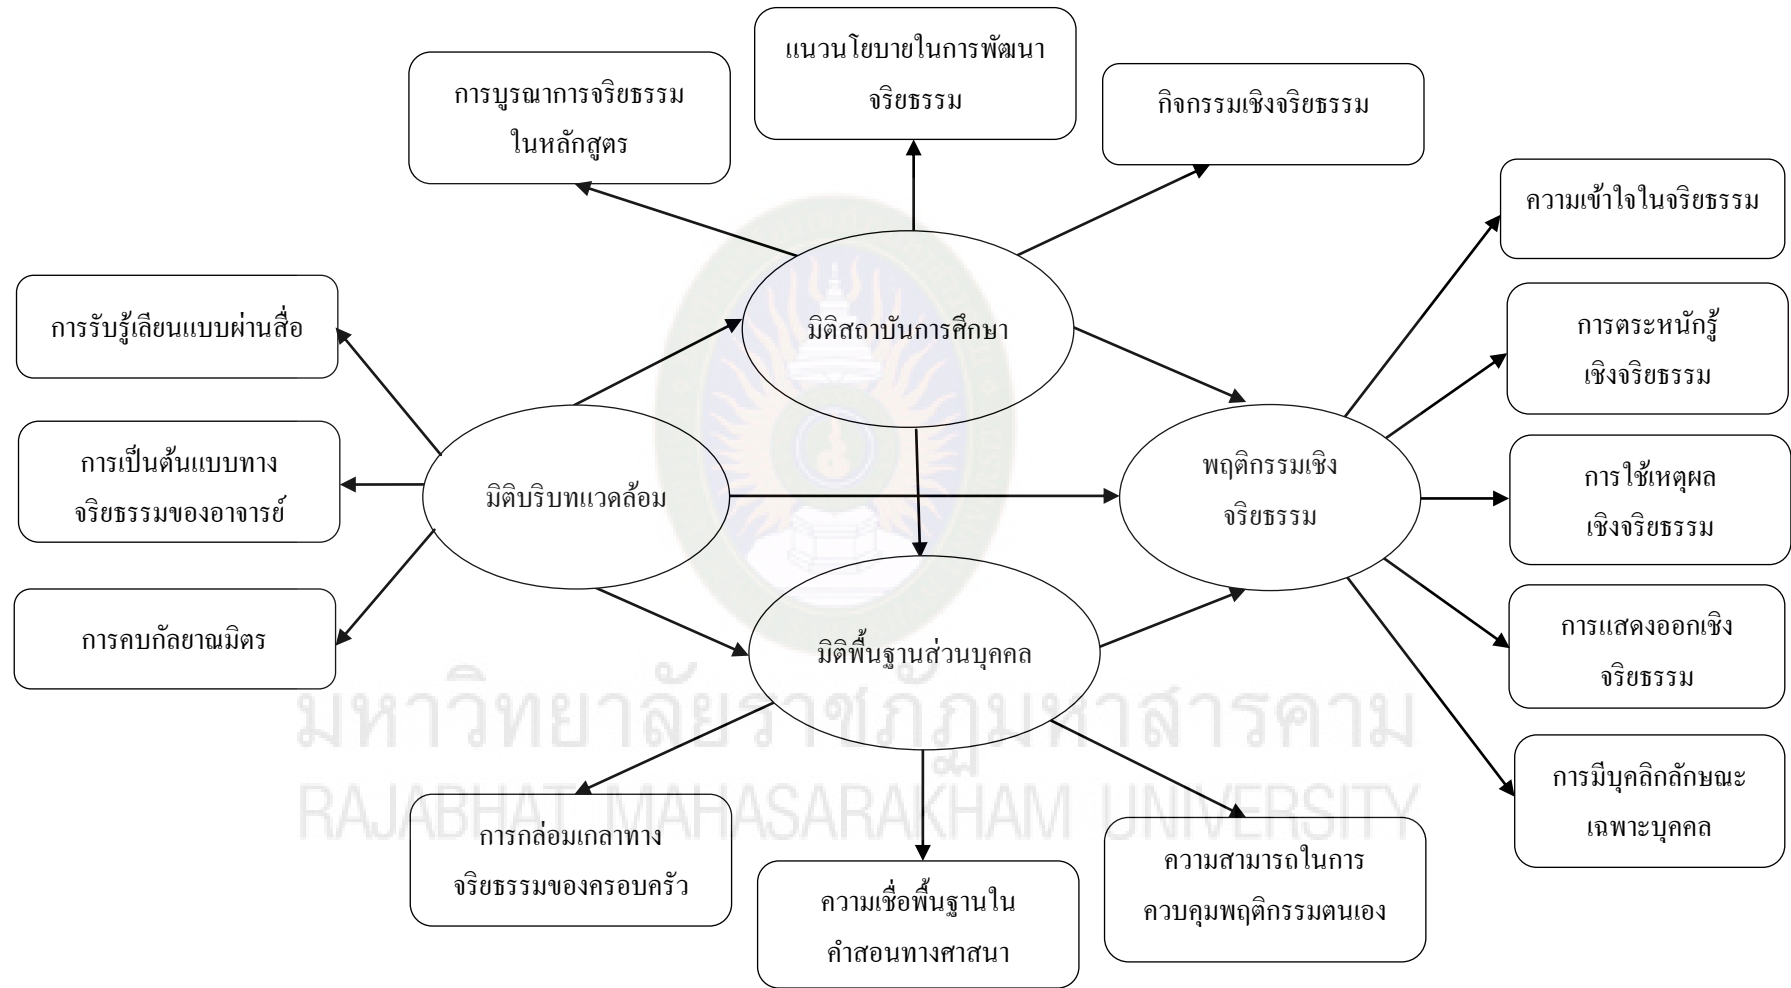 แนวนโยบายในการพัฒนา
จริยธรรม
การบูรณาการจริยธรรม
ในหลักสูตร
กิจกรรมเชิงจริยธรรม
ความเข้าใจในจริยธรรม
การรับรู้เลียนแบบผ่านสื่อ
มิติสถาบันการศึกษา
การตระหนักรู้
เชิงจริยธรรม
การเป็นต้นแบบทาง
จริยธรรมของอาจารย์
มิติบริบทแวดล้อม
พฤติกรรมเชิง
จริยธรรม
การใช้เหตุผล
เชิงจริยธรรม
การคบกัลยาณมิตร
มิติพื้นฐานส่วนบุคคล
การแสดงออกเชิง
จริยธรรม
มหาวิทยาลัยราชภัฏมหาสารคาม
RAJABHAT MAHASARAKHAM UNIVERSITY
การมีบุคลิกลักษณะ
เฉพาะบุคคล
การกล่อมเกลาทาง
จริยธรรมของครอบครัว
ความเชื่อพื้นฐานใน
คำสอนทางศาสนา
ความสามารถในการ
ควบคุมพฤติกรรมตนเอง